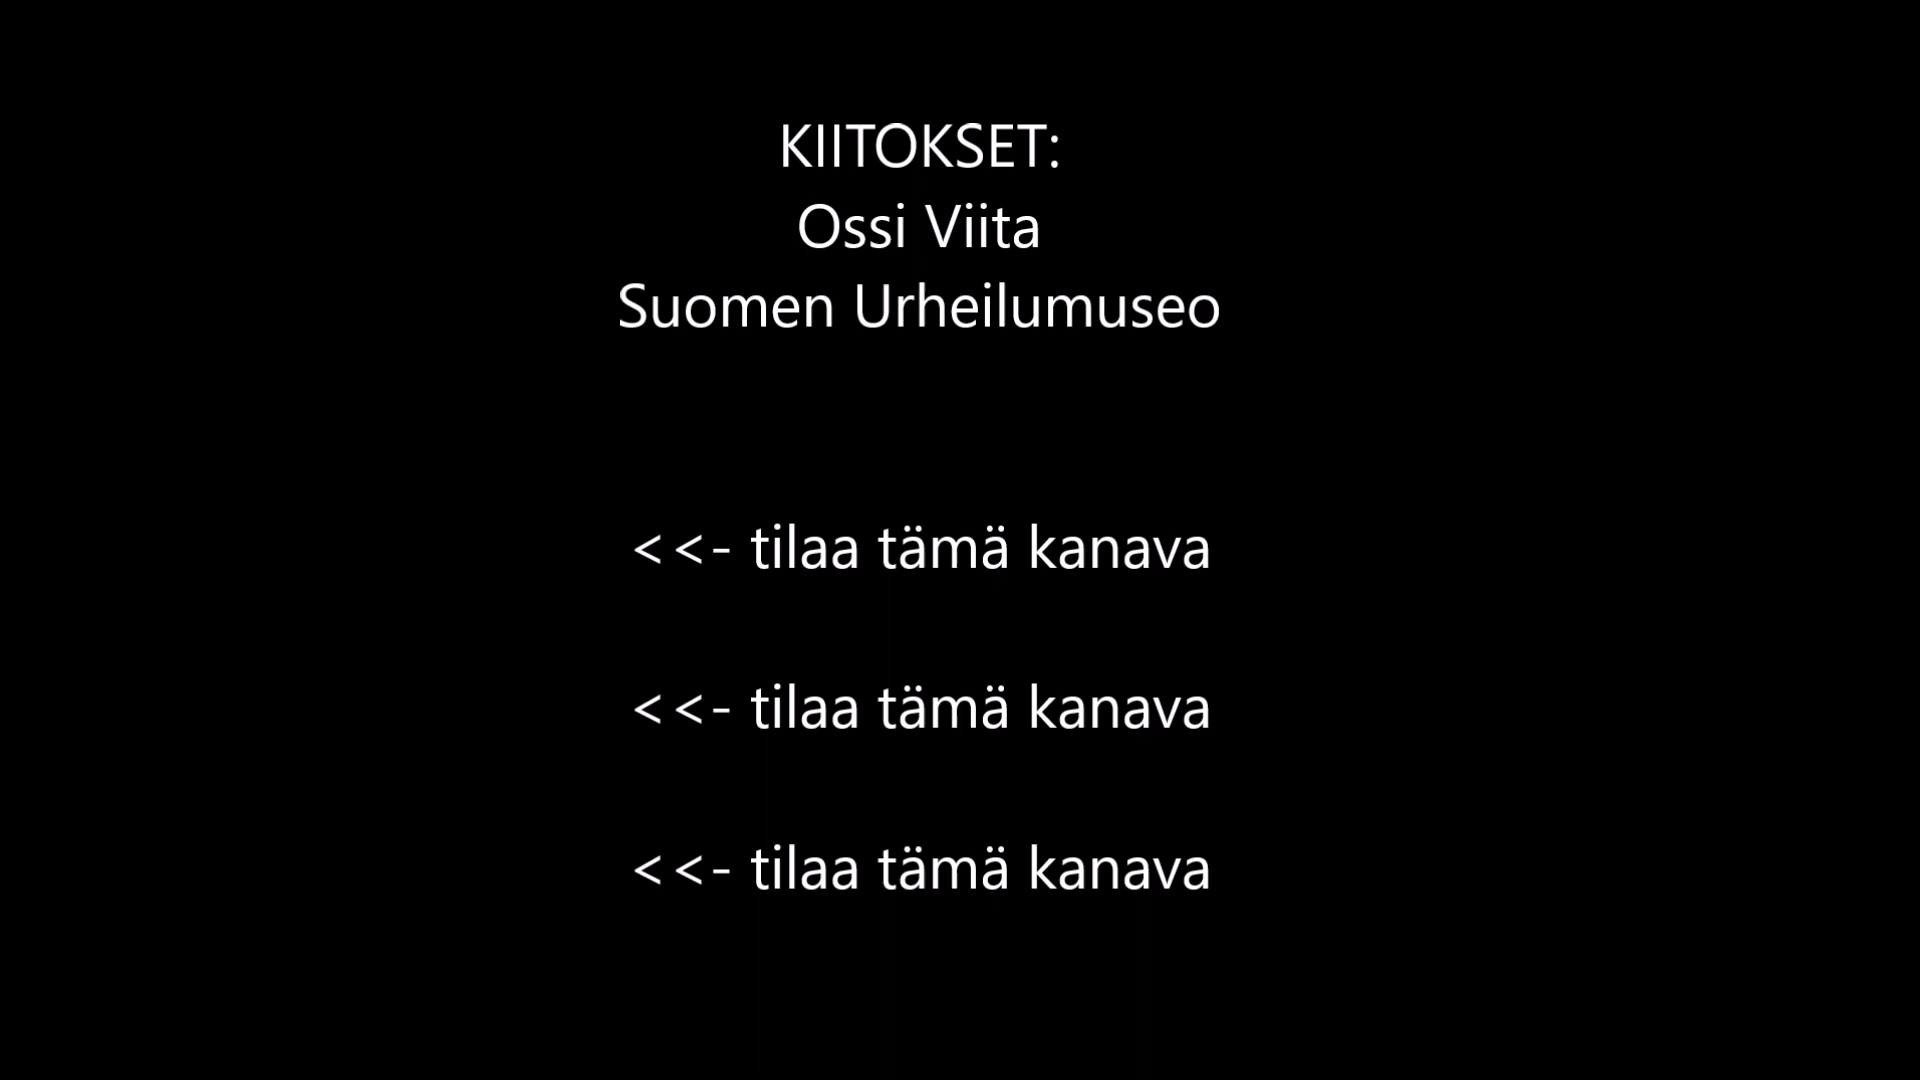 KIITOKSET:
Ossi Viita
Suomen Urheilumuseo
<<- tilaa tämä kanava
<<- tilaa tämä kanava
<<- tilaa tämä kanava